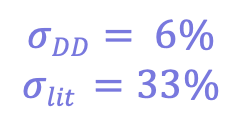 σ_DD = 6%
σ_lit = 33%